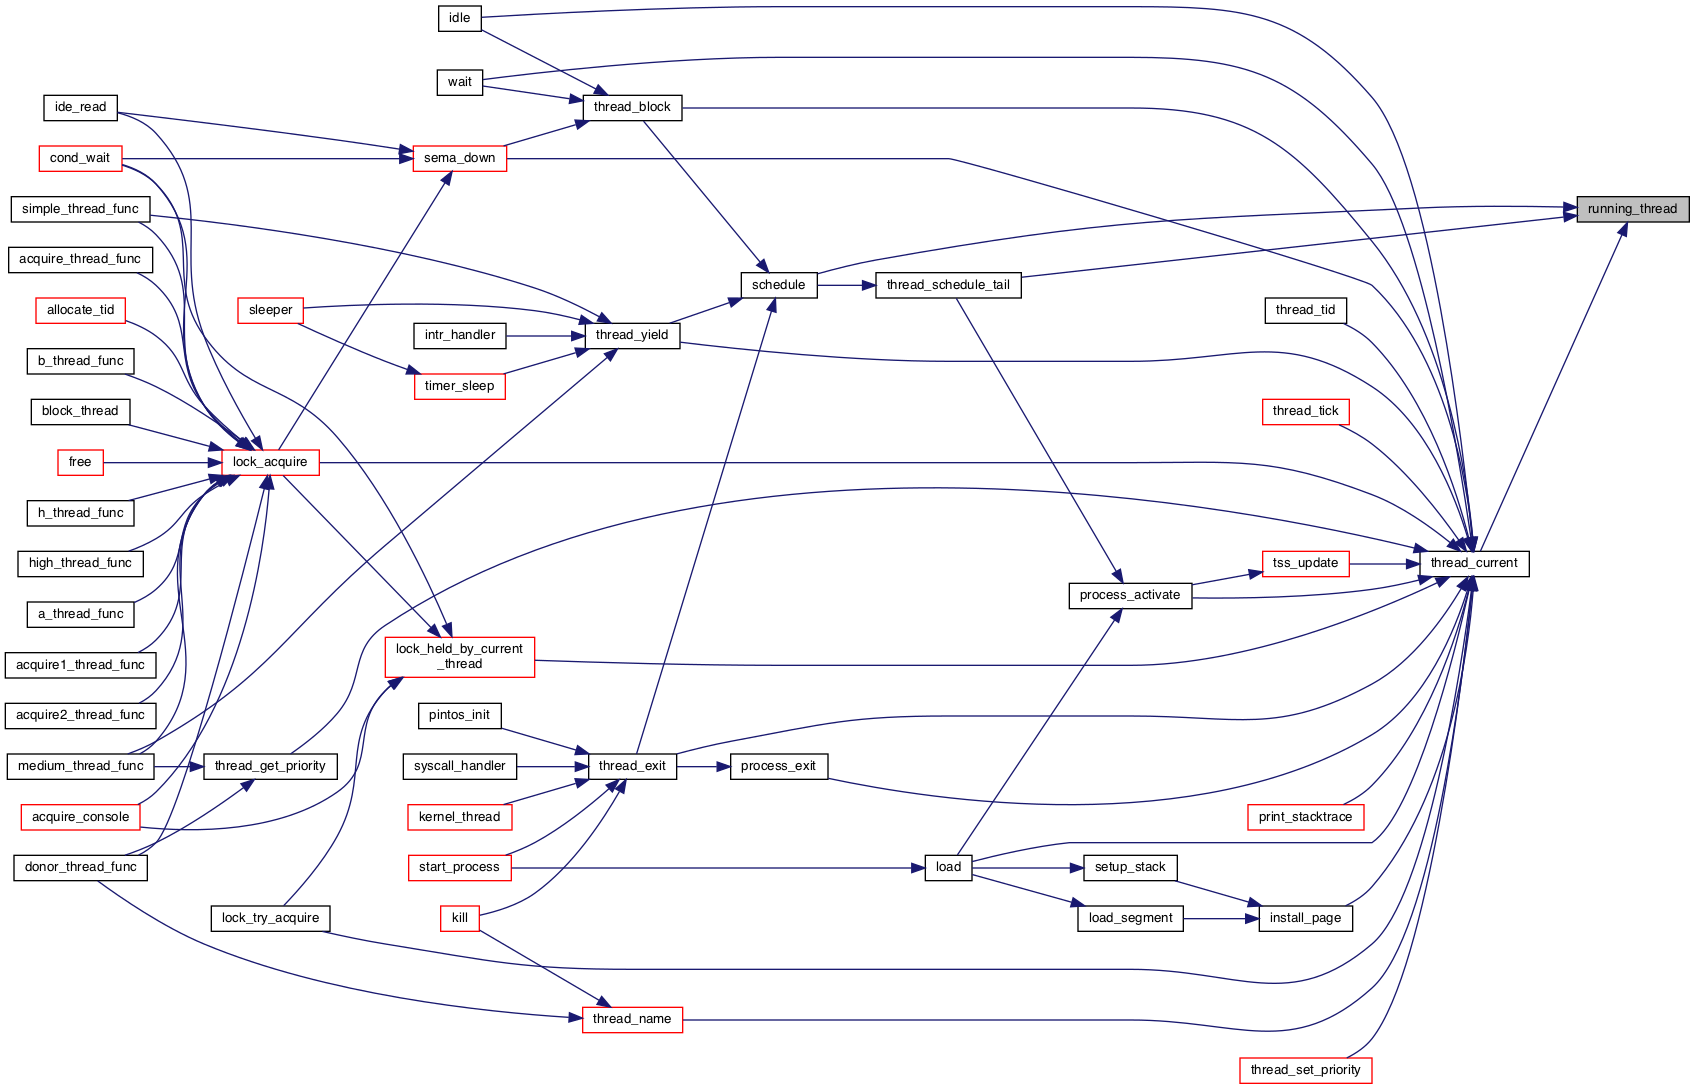 idle
wait
ide_read
thread_block
cond_wait
sema_down
simple_thread_func
running_thread
acquire_thread_func
schedule
thread_schedule_tail
allocate_tid
sleeper
thread_tid
intr_handler
thread_yield
b_thread_func
timer_sleep
block_thread
thread_tick
free
lock_acquire
h_thread_func
high_thread_func
tss_update
thread_current
process_activate
a_thread_func
lock_held_by_current
_thread
acquire1_thread_func
acquire2_thread_func
pintos_init
medium_thread_func
thread_get_priority
syscall_handler
thread_exit
process_exit
acquire_console
kernel_thread
print_stacktrace
donor_thread_func
start_process
load
setup_stack
lock_try_acquire
kill
load_segment
install_page
thread_name
thread_set_priority